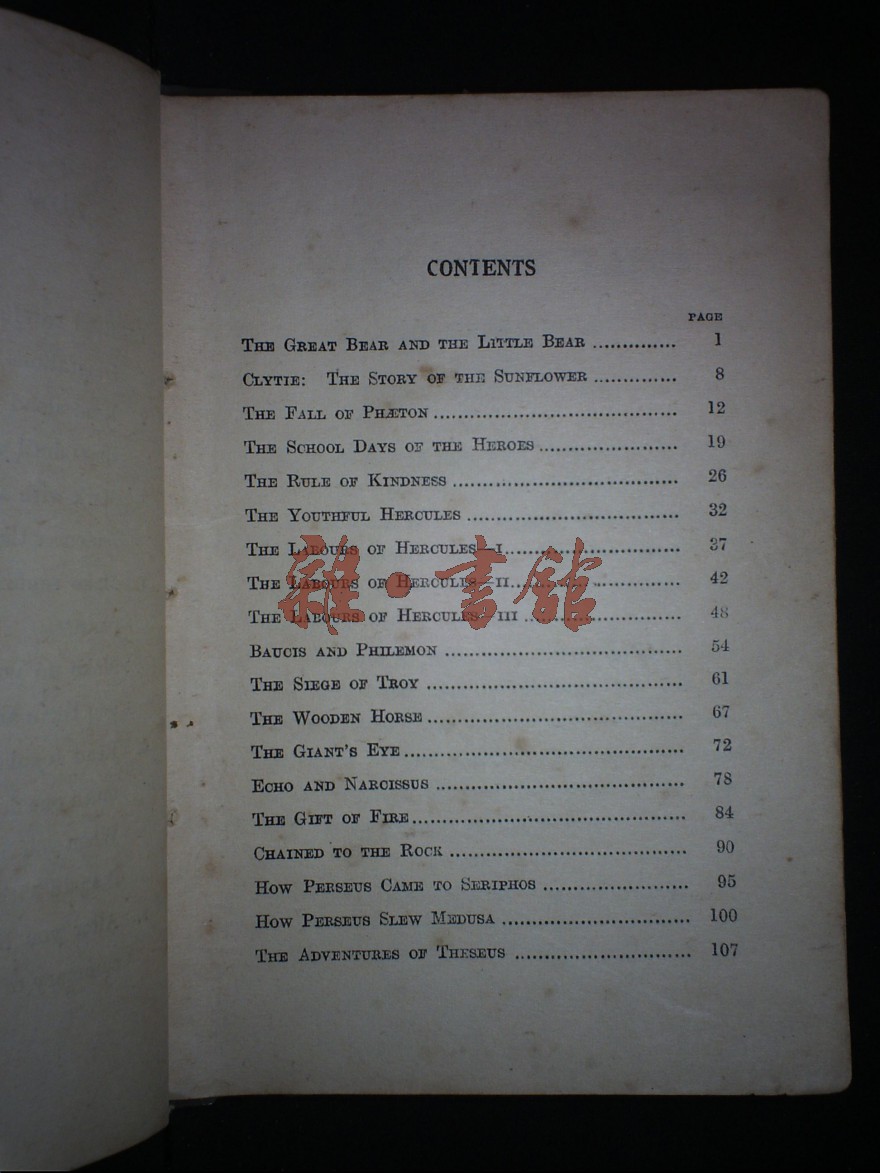 CONTENTS
PAGE
THE GREAT BEAR AND THE LITTLE BEAR .............. 1
CLYTIE: THE STORY OF THE SUNFLOWER .............. 8
THE FALL OF PHÆTON .............. 12
THE SCHOOL DAYS OF THE HEROES .............. 19
THE RULE OF KINDNESS .............. 26
THE YOUTHFUL HERCULES .............. 32
THE LABOURS OF HERCULES—I .............. 37
THE LABOURS OF HERCULES—II .............. 42
THE LABOURS OF HERCULES—III .............. 48
雜·書館
BAUCIS AND PHILEMON .............. 54
THE SIEGE OF TROY .............. 61
THE WOODEN HORSE .............. 67
THE GIANT'S EYE .............. 72
ECHO AND NARCISSUS .............. 78
THE GIFT OF FIRE .............. 84
CHAINED TO THE ROCK .............. 90
HOW PERSEUS CAME TO SERIPHOS .............. 95
HOW PERSEUS SLEW MEDUSA .............. 100
THE ADVENTURES OF THESEUS .............. 107